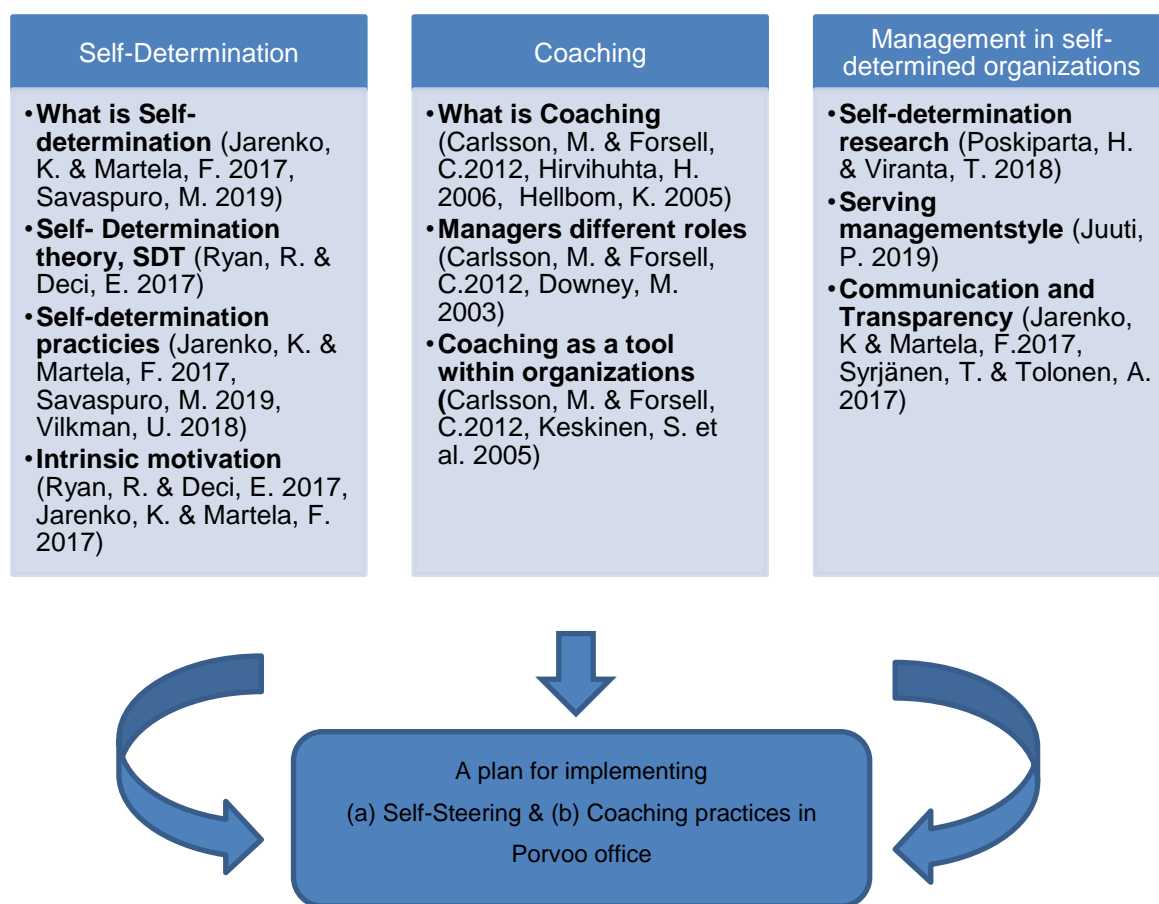 Self-Determination
•What is Self-
determination (Jarenko,
K. & Martela, F. 2017,
Savaspuro, M. 2019)
•Self- Determination
theory, SDT (Ryan, R. &
Deci, E. 2017)
•Self-determination
practicies (Jarenko, K. &
Martela, F. 2017,
Savaspuro, M. 2019,
Vilkman, U. 2018)
•Intrinsic motivation
(Ryan, R. & Deci, E. 2017,
Jarenko, K. & Martela, F.
2017)
Coaching
•What is Coaching
(Carlsson, M. & Forsell,
C.2012, Hirvihuhta, H.
2006, Hellbom, K. 2005)
•Managers different roles
(Carlsson, M. & Forsell,
C.2012, Downey, M.
2003)
•Coaching as a tool
within organizations
(Carlsson, M. & Forsell,
C.2012, Keskinen, S. et
al. 2005)
Management in self-
determined organizations
•Self-determination
research (Poskiparta, H.
& Viranta, T. 2018)
•Serving
managementstyle (Juuti,
P. 2019)
•Communication and
Transparency (Jarenko,
K & Martela, F.2017,
Syrjänen, T. & Tolonen, A.
2017)
A plan for implementing
(a) Self-Steering & (b) Coaching practices in
Porvoo office